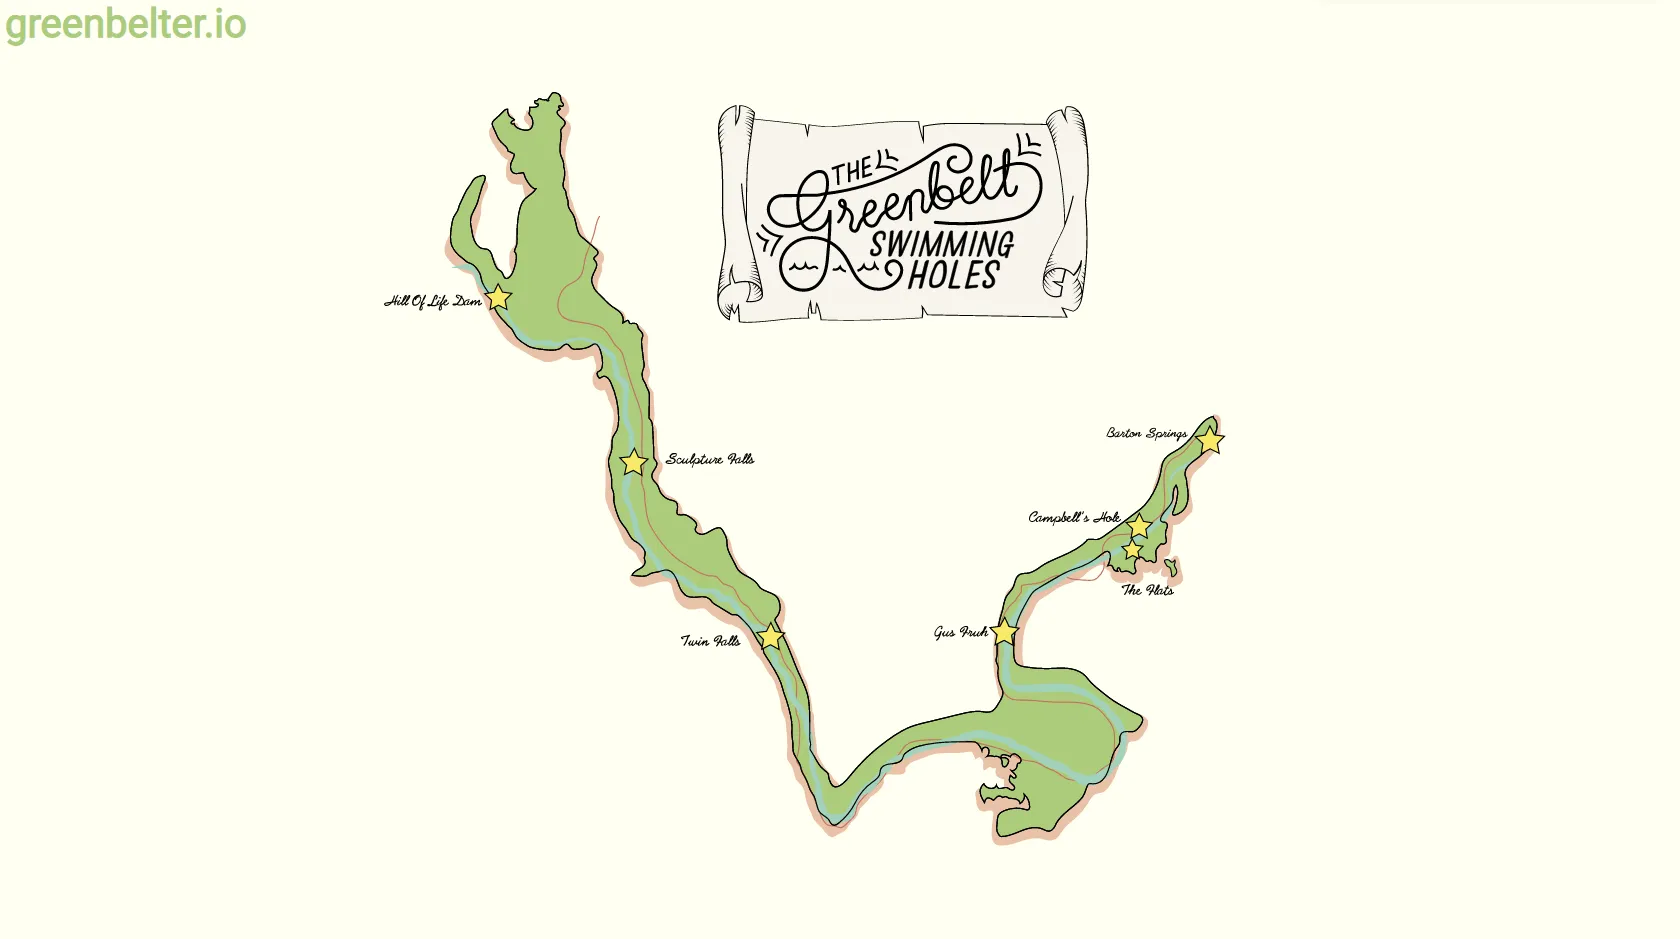 greenbelter.io
THE
Greenbelt
SWIMMING
HOLES
Hill Of Life Dam
Barton Springs
Sculpture Falls
Campbell's Hole
The Flats
Gus Fruh
Twin Falls